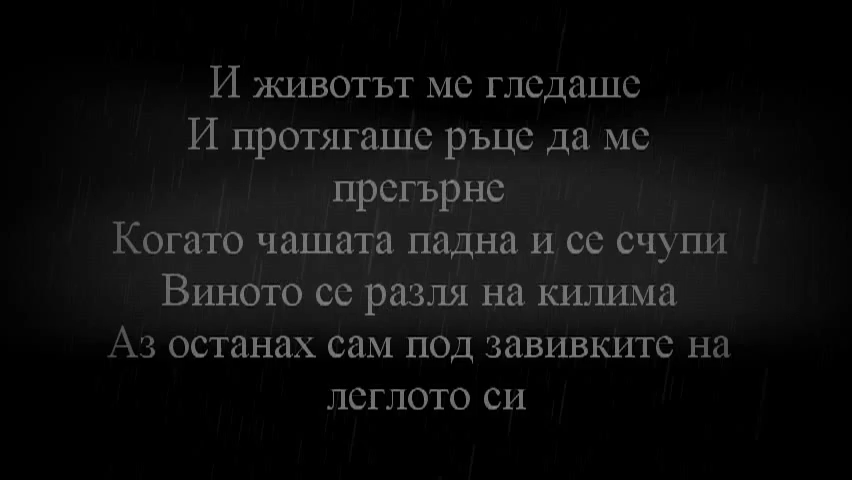 И животът ме гледаше
И протягаше ръце да ме
прегърне
Когато чашата падна и се счупи
Виното се разля на килима
Аз останах сам под завивките на
леглото си